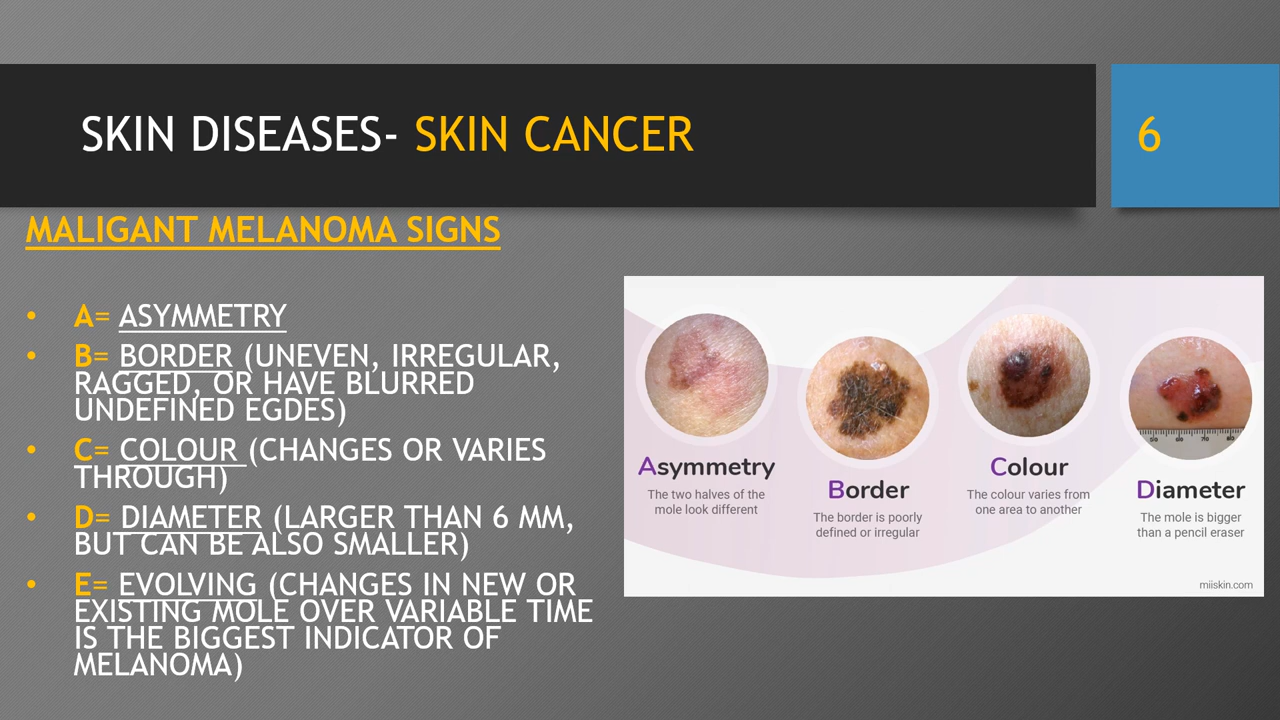 SKIN DISEASES- SKIN CANCER
6
MALIGANT MELANOMA SIGNS
• A= ASYMMETRY
• B= BORDER (UNEVEN, IRREGULAR,
RAGGED, OR HAVE BLURRED
UNDEFINED EGDES)
• C= COLOUR (CHANGES OR VARIES
THROUGH)
• D= DIAMETER (LARGER THAN 6 MM,
BUT CAN BE ALSO SMALLER)
• E= EVOLVING (CHANGES IN NEW OR
EXISTING MOLE OVER VARIABLE TIME
IS THE BIGGEST INDICATOR OF
MELANOMA)
Asymmetry
The two halves of the
mole look different
Border
The border is poorly
defined or irregular
Colour
The colour varies from
one area to another
50 60 70 80
Diameter
The mole is bigger
than a pencil eraser
miiskin.com